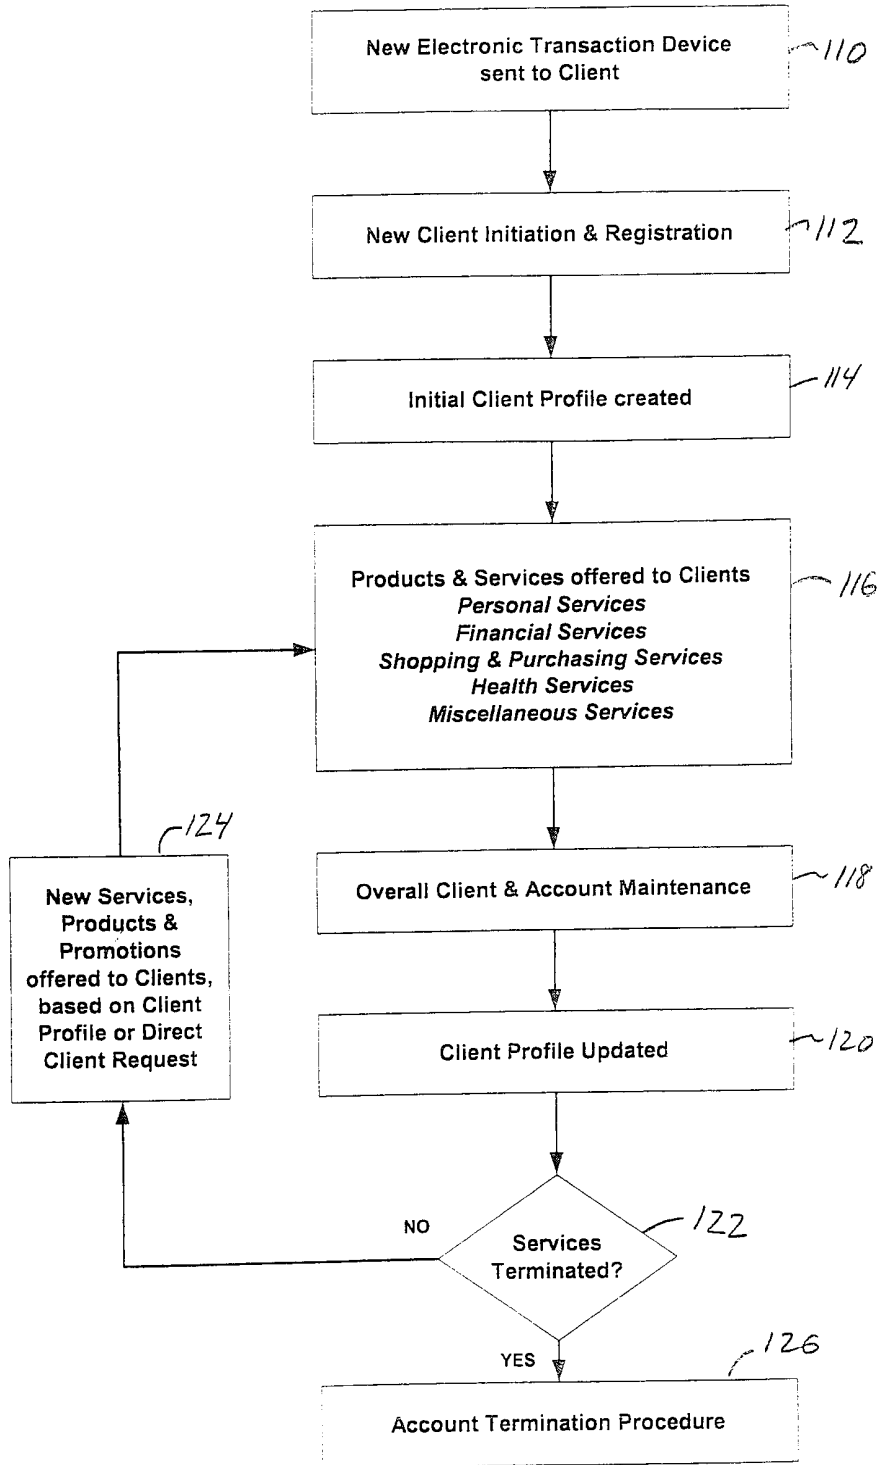 New Electronic Transaction Device
sent to Client
110
New Client Initiation & Registration
112
Initial Client Profile created
114
Products & Services offered to Clients
Personal Services
Financial Services
Shopping & Purchasing Services
Health Services
Miscellaneous Services
116
Overall Client & Account Maintenance
118
124
New Services,
Products &
Promotions
offered to Clients,
based on Client
Profile or Direct
Client Request
Client Profile Updated
120
NO
Services
Terminated?
122
YES
126
Account Termination Procedure